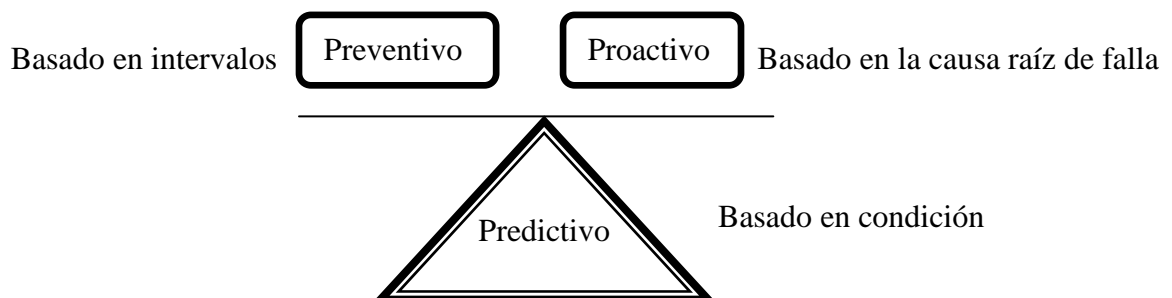 Basado en intervalos Preventivo Proactivo Basado en la causa raíz de falla
Predictivo Basado en condición